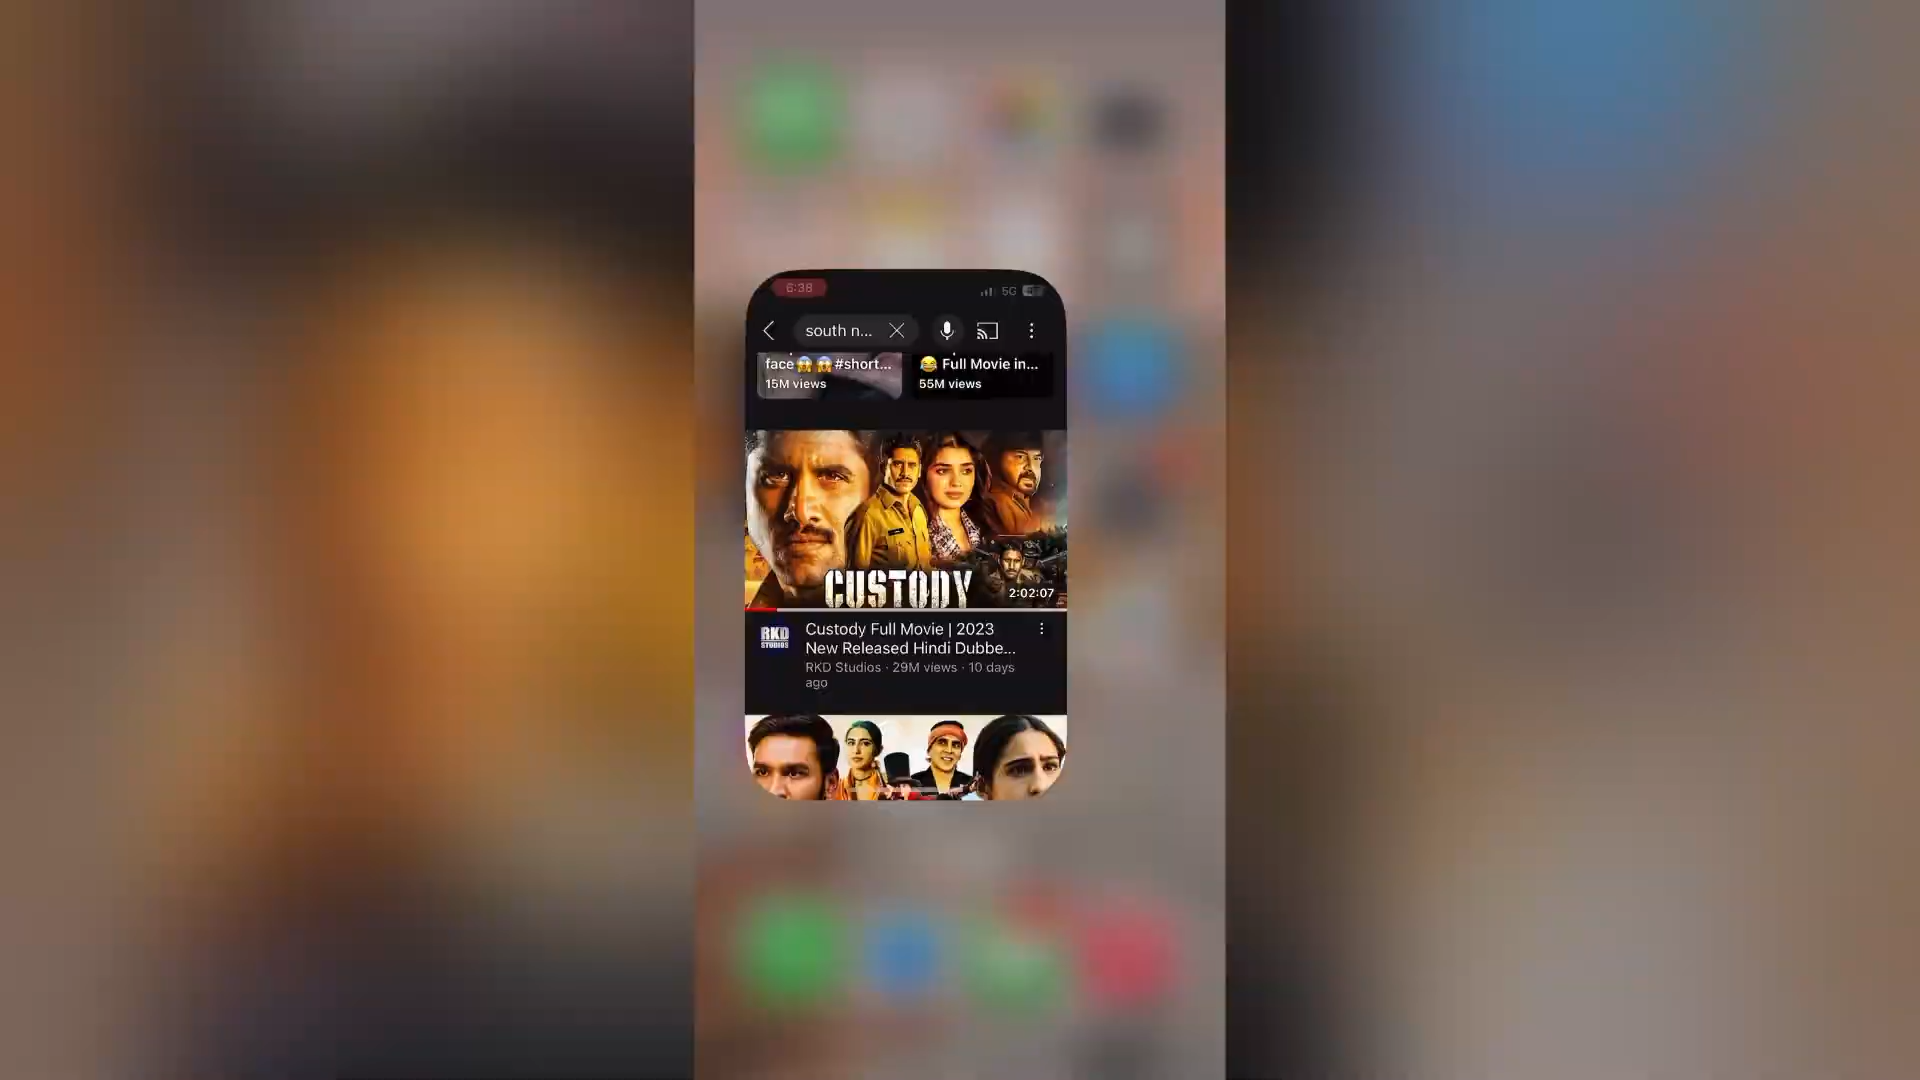 6:38
5G
south n...
face😱😱#short...
15M views
😂 Full Movie in...
55M views
CUSTODY
2:02:07
RKD
STUDIOS
Custody Full Movie | 2023
New Released Hindi Dubbe...
RKD Studios · 29M views · 10 days
ago